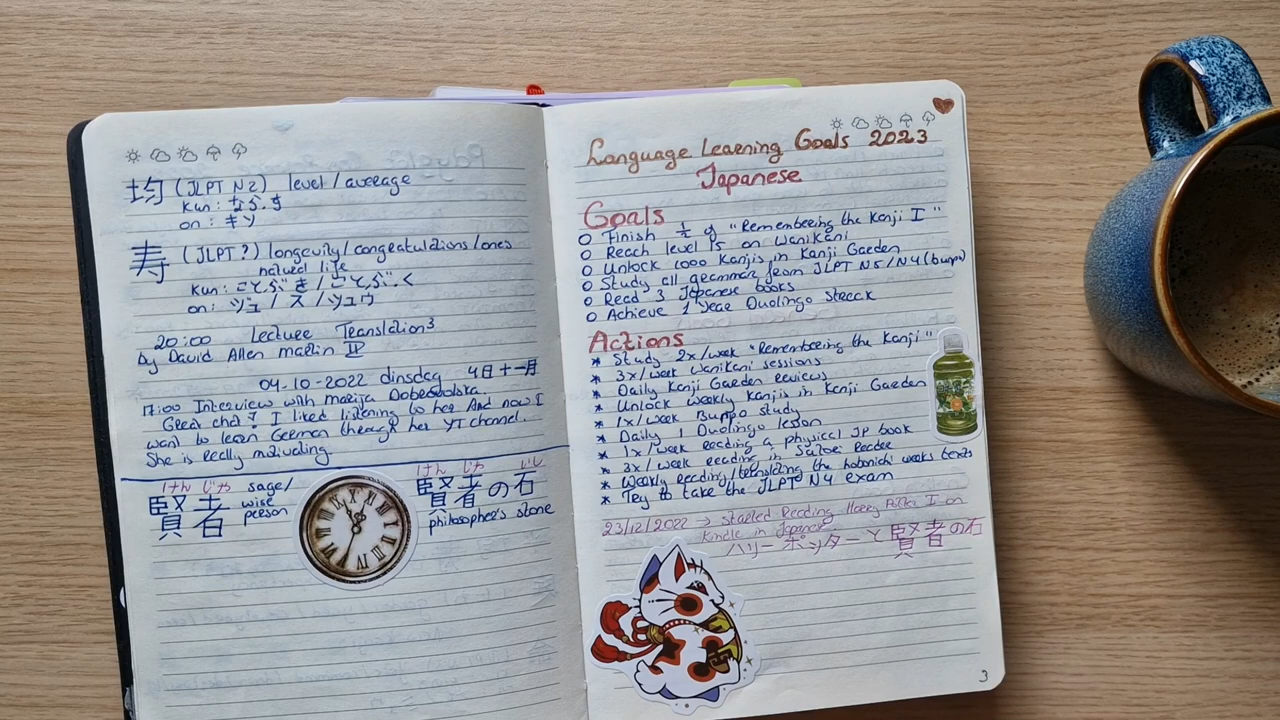 均 (JLPT N2) level / average
Kun: なら.す
on: キン
寿 (JLPT ?) longevity/congratulations/ones
natural life
Kun: ことぶき / ことぶ.く
on: ジュ / ス / シュウ
20:00 Lecture Translation
by David Allen Martin II
04-10-2022 dinsdag 4日十一月
17:00 Interview with Marija
Great chat! I liked listening to her And now I
want to learn German through her YT channel.
She is really motivating.
けん じゃ
賢者
sage/
wise
person
けん じゃ いし
賢者の石
philosopher's stone
Language Learning Goals 2023
Japanese
Goals
O Finish ½ of "Remembering the Kanji I"
O Reach level 15 on Wanikani
O Unlock 1000 Kanjis in Kanji Garden
O Study all grammar from JLPT N5/N4 (bunpo)
O Read 3 Japanese books
O Achieve 1 year Duolingo streak
Actions
* Study 2x/week "Remembering the Kanji"
* 3x/week Wanikani sessions
* Daily Kanji Garden reviews
* Unlock weekly Kanjis in Kanji Garden
* 1x/week Bunpo study
* Daily 1 Duolingo lesson
* 1x/week reading a physical JP book
* 3x/week reading in Satori Reader
* Weekly reading/translating the hobonichi weeks texts
* Try to take the JLPT N4 exam
23/12/2022 → Started Reading Harry Potter I on
Kindle in Japanese
ハリー ポッターと賢者の石
3